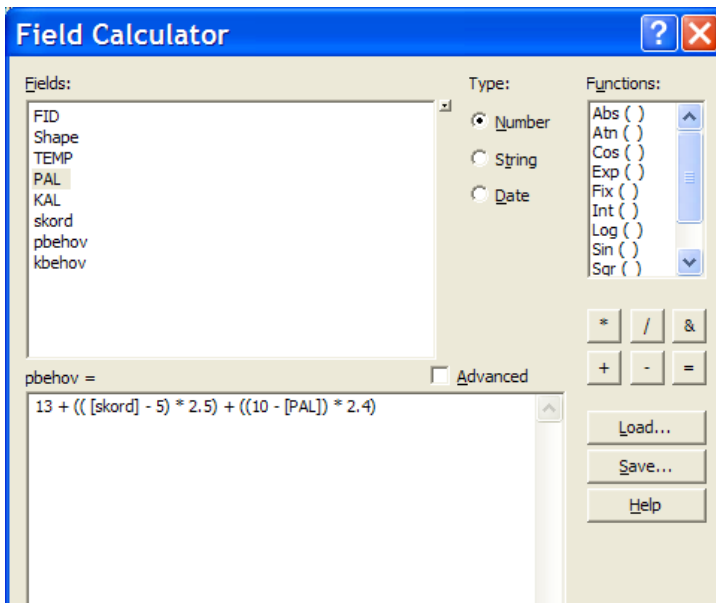 Field Calculator
Fields:
FID
Shape
TEMP
PAL
KAL
skord
pbehov
kbehov
Type:
Number
String
Date
Functions:
Abs ( )
Atn ( )
Cos ( )
Exp ( )
Fix ( )
Int ( )
Log ( )
Sin ( )
Sqr ( )
* / &
+ - =
pbehov =
Advanced
13 + (( [skord] - 5) * 2.5) + ((10 - [PAL]) * 2.4)
Load...
Save...
Help